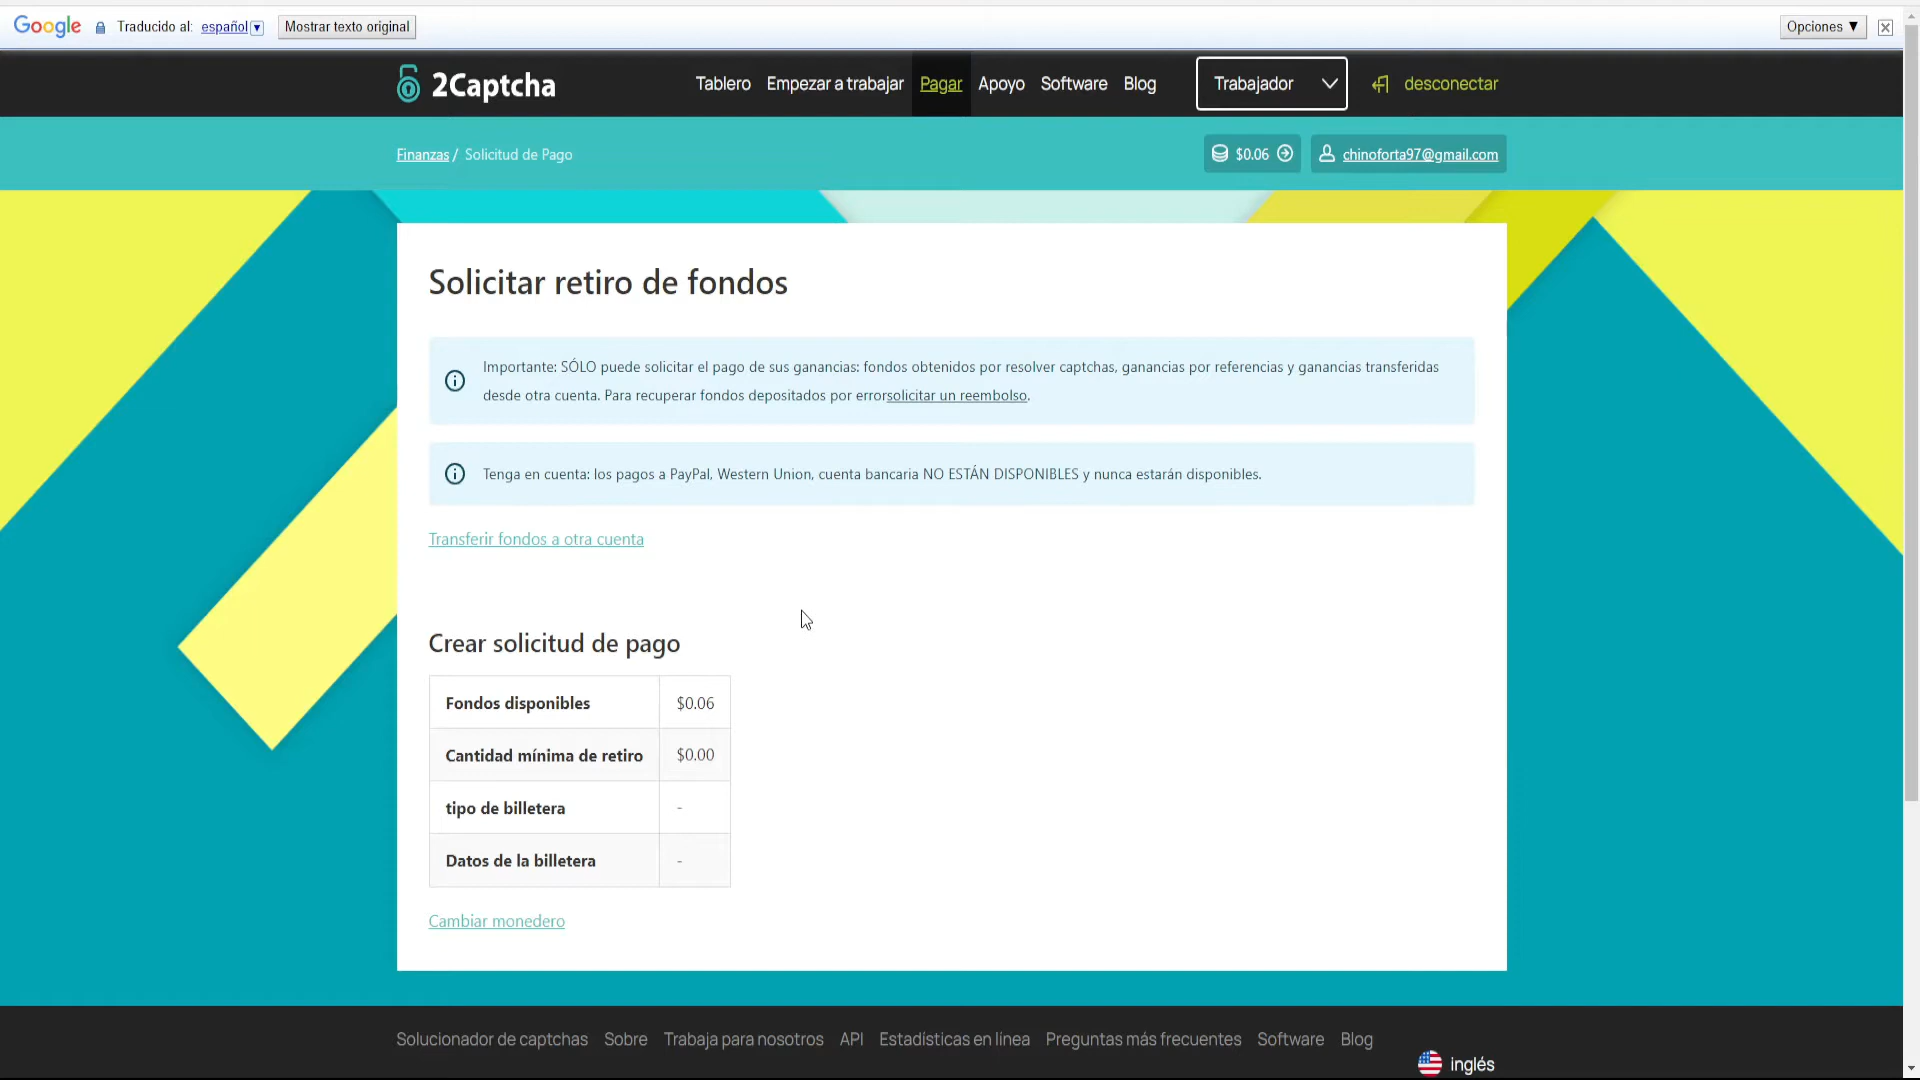 Google Traducido al: español Mostrar texto original Opciones ▼
2Captcha Tablero Empezar a trabajar Pagar Apoyo Software Blog Trabajador desconectar
Finanzas / Solicitud de Pago $0.06 chinoforta97@gmail.com
Solicitar retiro de fondos
Importante: SÓLO puede solicitar el pago de sus ganancias: fondos obtenidos por resolver captchas, ganancias por referencias y ganancias transferidas
desde otra cuenta. Para recuperar fondos depositados por errorsolicitar un reembolso.
Tenga en cuenta: los pagos a PayPal, Western Union, cuenta bancaria NO ESTÁN DISPONIBLES y nunca estarán disponibles.
Transferir fondos a otra cuenta
Crear solicitud de pago
Fondos disponibles $0.06
Cantidad mínima de retiro $0.00
tipo de billetera -
Datos de la billetera -
Cambiar monedero
Solucionador de captchas Sobre Trabaja para nosotros API Estadísticas en línea Preguntas más frecuentes Software Blog
inglés